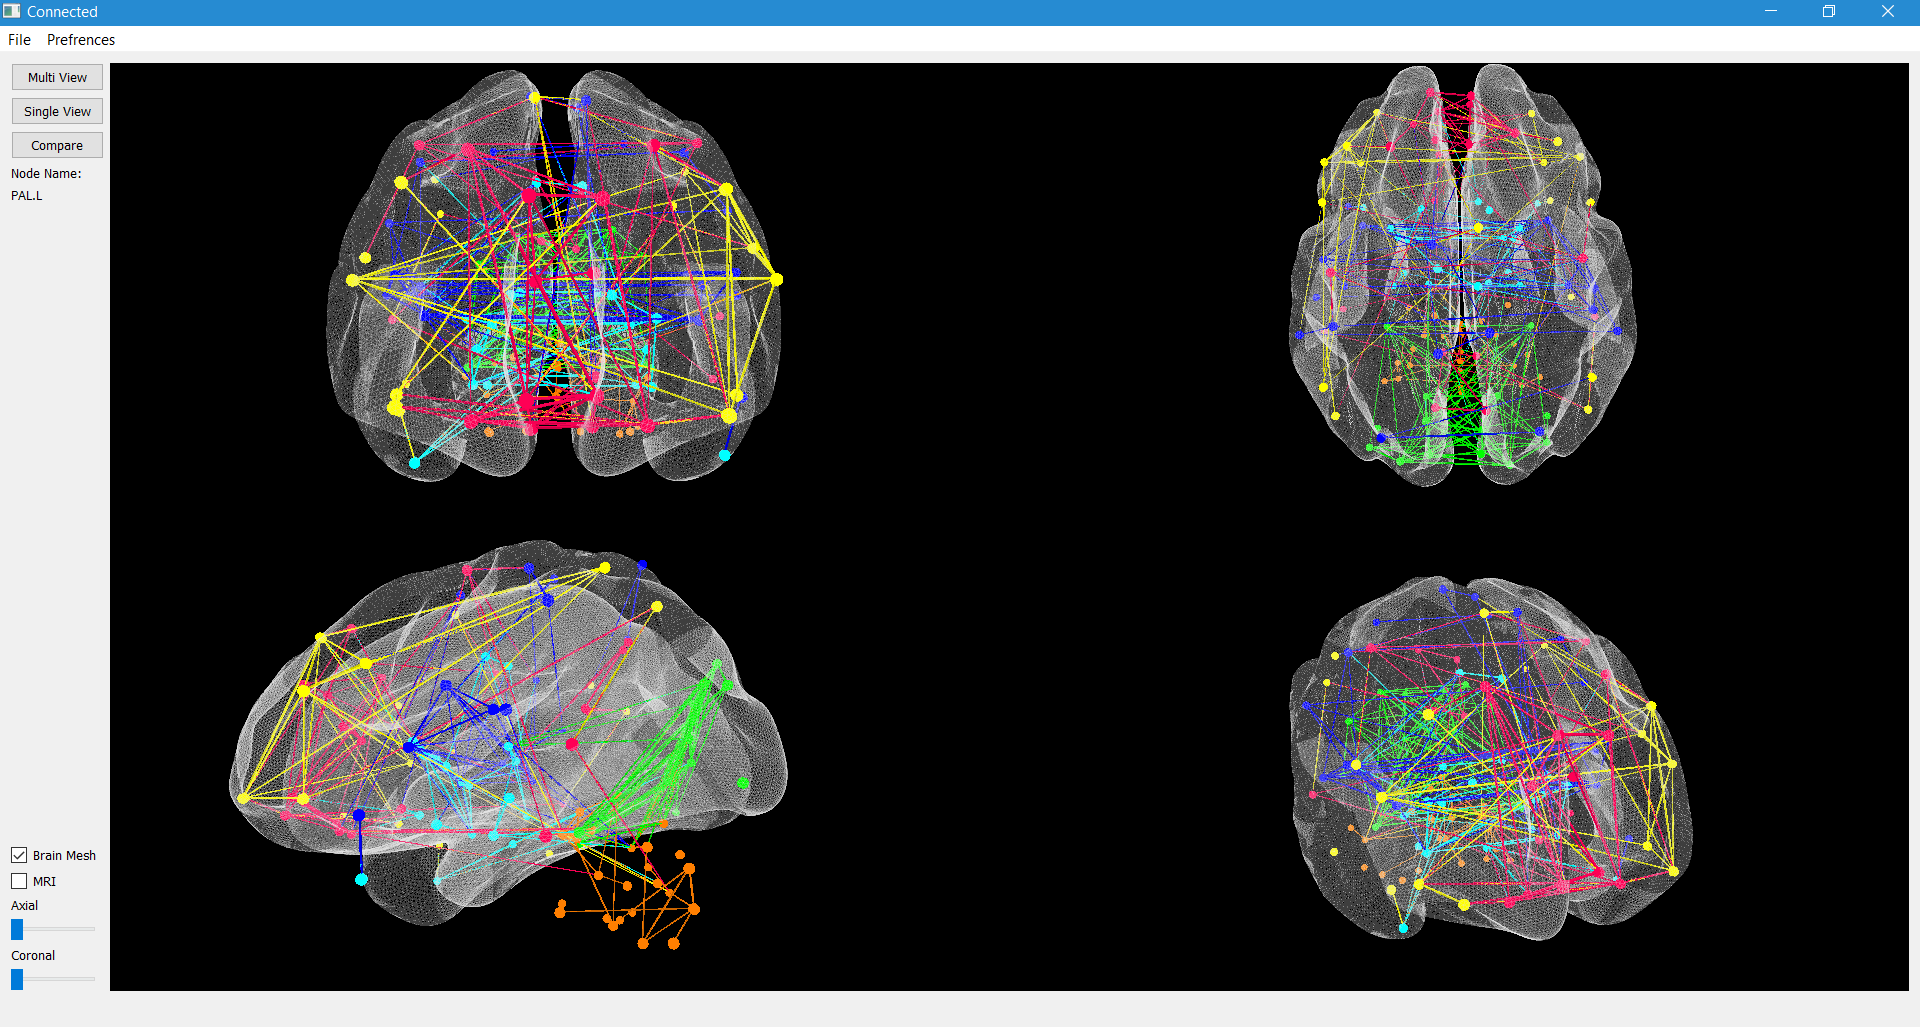 Connected
File Prefrences
Multi View
Single View
Compare
Node Name:
PAL.L
Brain Mesh
MRI
Axial
Coronal